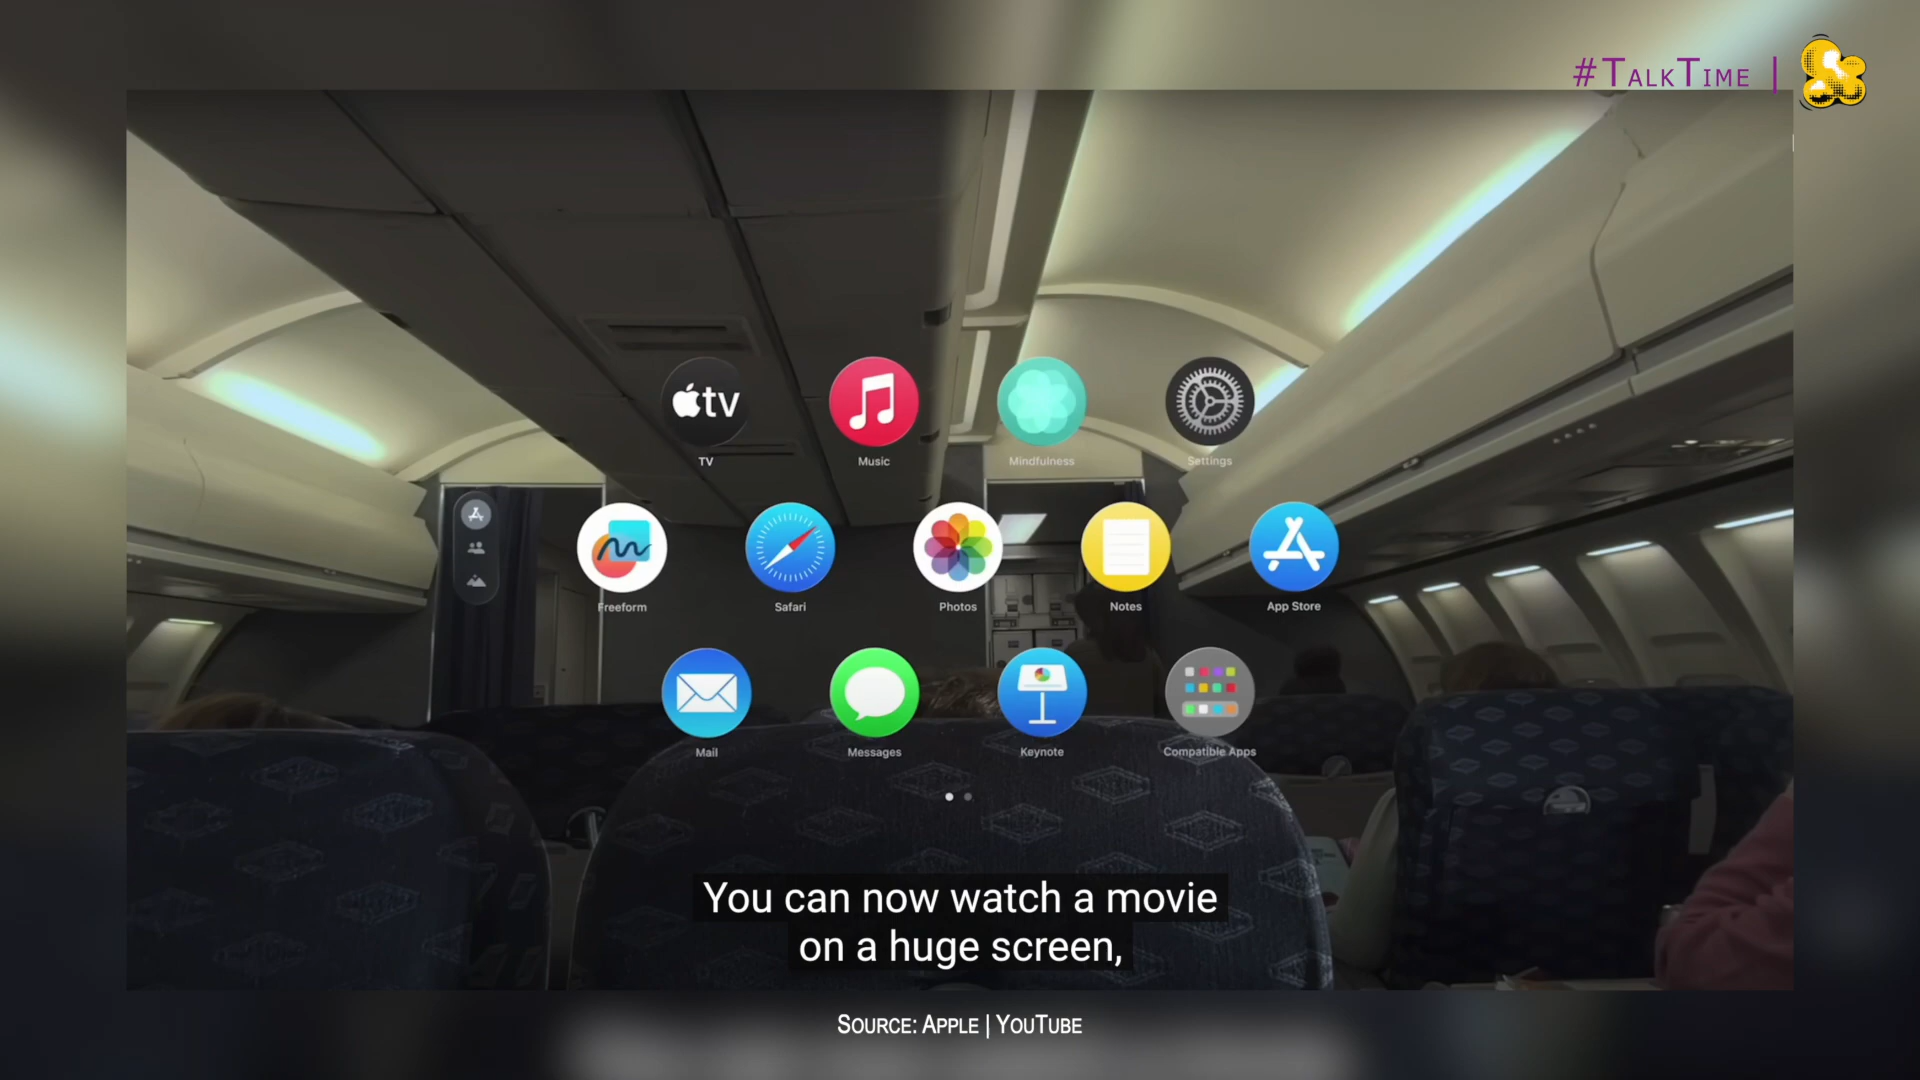 #TALKTIME |
tv
TV
Music
Mindfulness
Settings
Freeform
Safari
Photos
Notes
App Store
Mail
Messages
Keynote
Compatible Apps
You can now watch a movie
on a huge screen,
SOURCE: APPLE | YOUTUBE